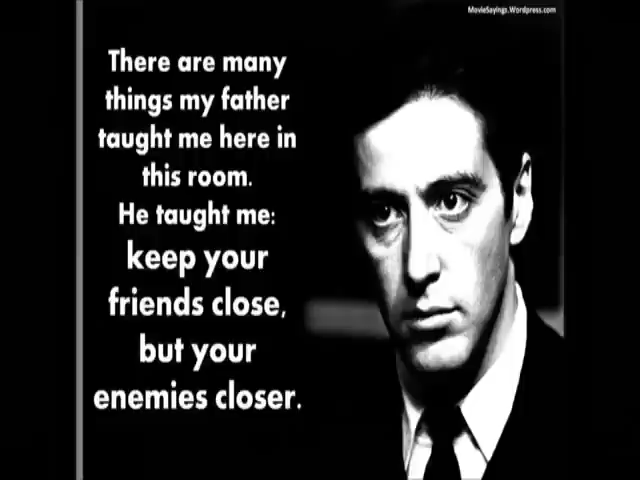 MovieSayings.Wordpress.com
There are many
things my father
taught me here in
this room.
He taught me:
keep your
friends close,
but your
enemies closer.